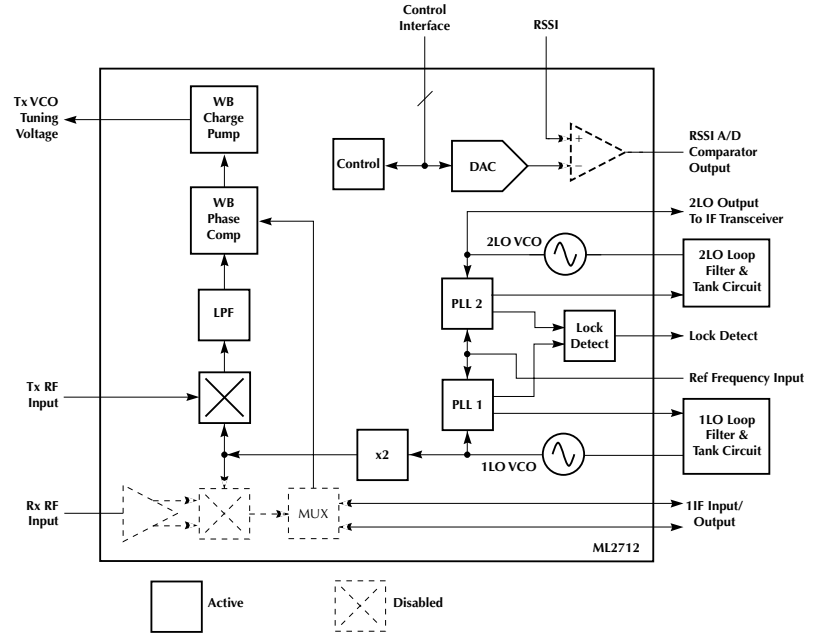 Control
Interface
RSSI
Tx VCO
Tuning
Voltage
WB
Charge
Pump
Control
DAC
+
–
RSSI A/D
Comparator
Output
WB
Phase
Comp
2LO Output
To IF Transceiver
2LO VCO
2LO Loop
Filter &
Tank Circuit
PLL 2
LPF
Lock
Detect
Lock Detect
Tx RF
Input
Ref Frequency Input
PLL 1
1LO Loop
Filter &
Tank Circuit
x2
1LO VCO
Rx RF
Input
MUX
1IF Input/
Output
ML2712
Active
Disabled